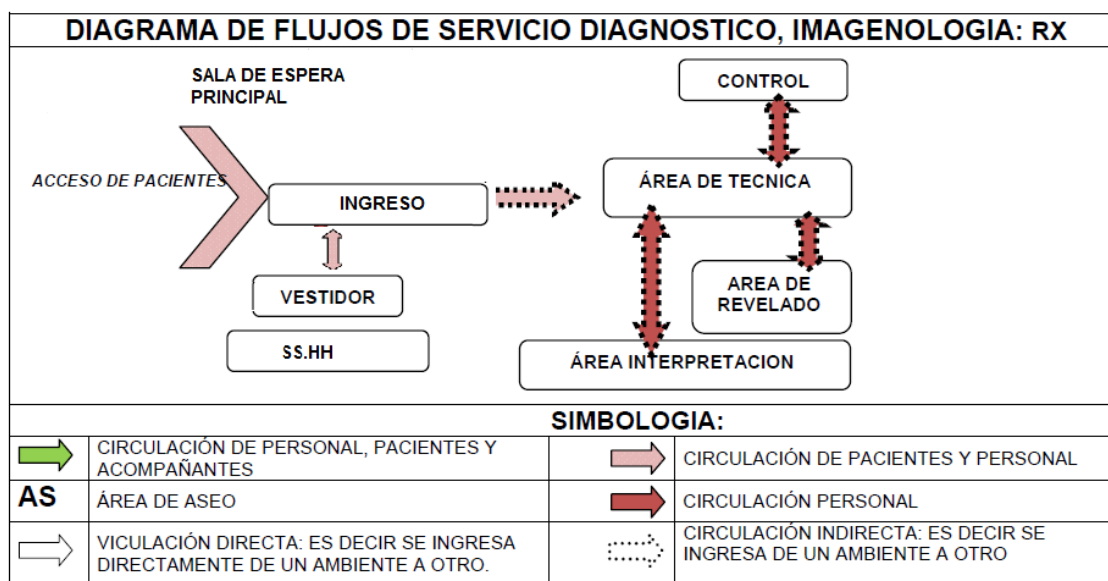 DIAGRAMA DE FLUJOS DE SERVICIO DIAGNOSTICO, IMAGENOLOGIA: RX
SALA DE ESPERA
PRINCIPAL
CONTROL
ACCESO DE PACIENTES
INGRESO
ÁREA DE TECNICA
VESTIDOR
AREA DE
REVELADO
SS.HH
ÁREA INTERPRETACION
SIMBOLOGIA:
CIRCULACIÓN DE PERSONAL, PACIENTES Y
ACOMPAÑANTES
CIRCULACIÓN DE PACIENTES Y PERSONAL
AS
ÁREA DE ASEO
CIRCULACIÓN PERSONAL
VICULACIÓN DIRECTA: ES DECIR SE INGRESA
DIRECTAMENTE DE UN AMBIENTE A OTRO.
CIRCULACIÓN INDIRECTA: ES DECIR SE
INGRESA DE UN AMBIENTE A OTRO